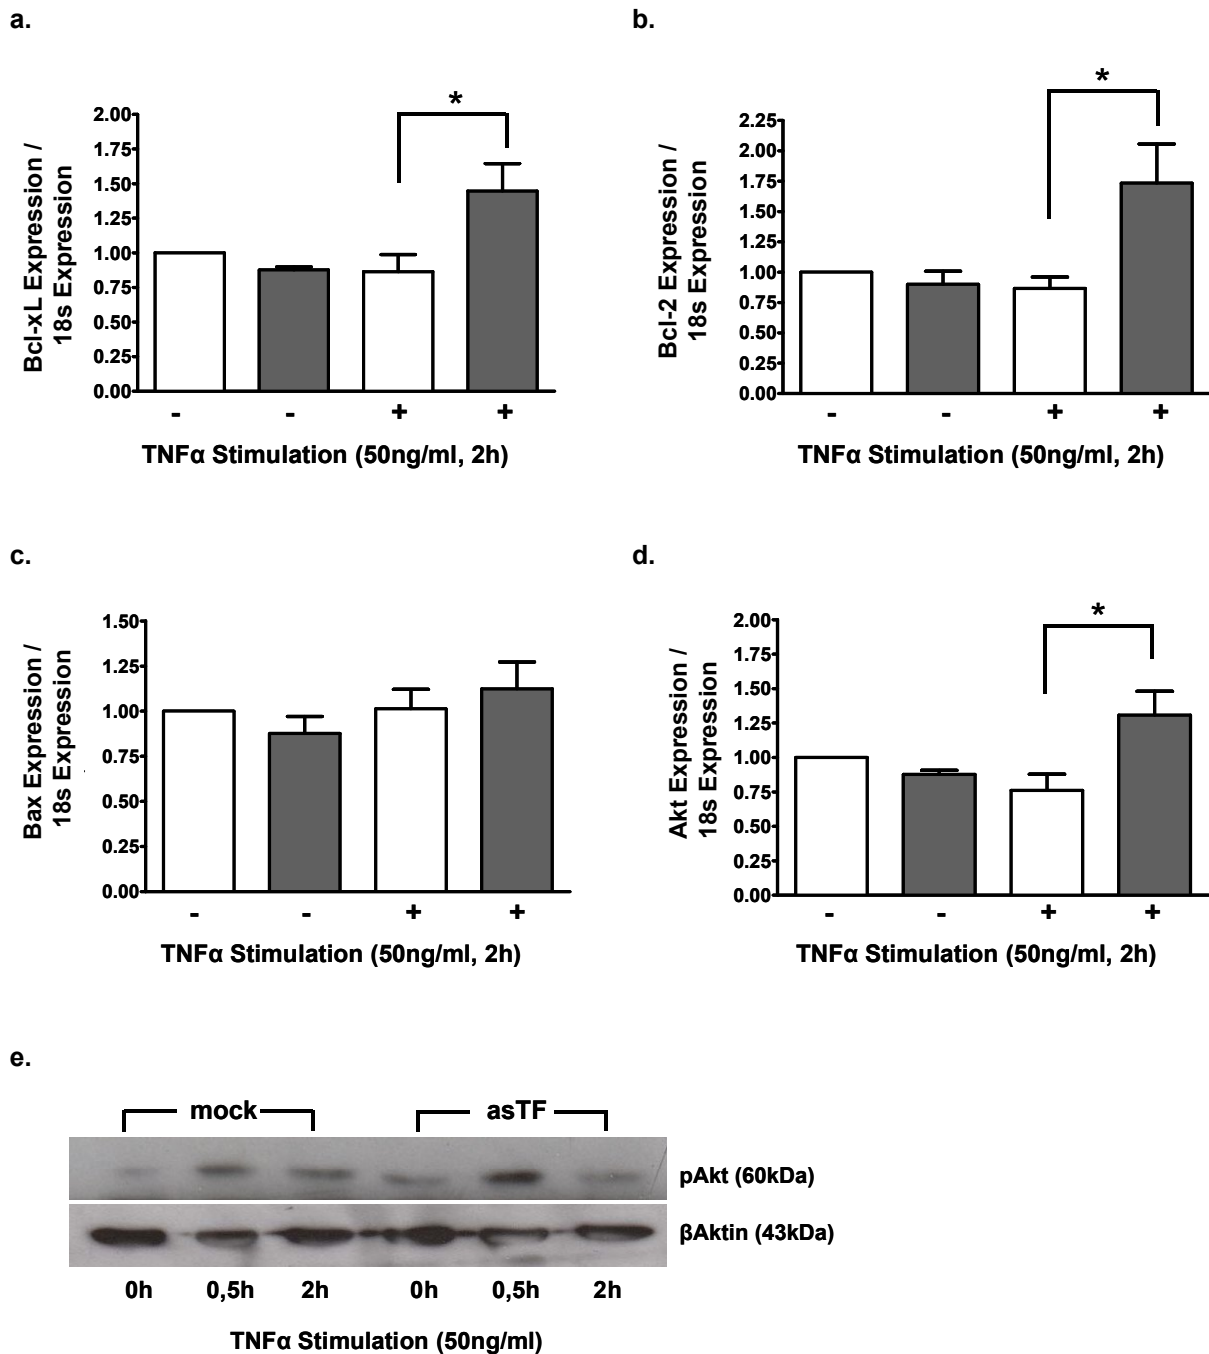 a.
*
Bcl-xL Expression /
18s Expression
2.00
1.75
1.50
1.25
1.00
0.75
0.50
0.25
0.00
- - + +
TNFα Stimulation (50ng/ml, 2h)
b.
*
Bcl-2 Expression /
18s Expression
2.25
2.00
1.75
1.50
1.25
1.00
0.75
0.50
0.25
0.00
- - + +
TNFα Stimulation (50ng/ml, 2h)
c.
Bax Expression /
18s Expression
1.50
1.25
1.00
0.75
0.50
0.25
0.00
- - + +
TNFα Stimulation (50ng/ml, 2h)
d.
*
Akt Expression /
18s Expression
2.00
1.75
1.50
1.25
1.00
0.75
0.50
0.25
0.00
- - + +
TNFα Stimulation (50ng/ml, 2h)
e.
mock asTF
pAkt (60kDa)
βAktin (43kDa)
0h 0,5h 2h 0h 0,5h 2h
TNFα Stimulation (50ng/ml)